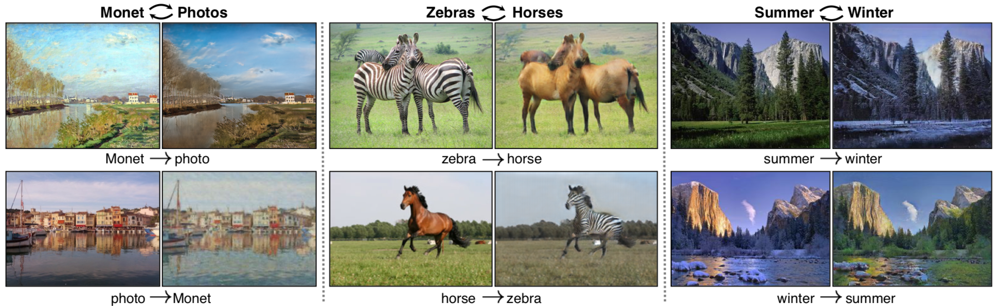 Monet Photos
Zebras Horses
Summer Winter
Monet → photo
zebra → horse
summer → winter
photo → Monet
horse → zebra
winter → summer